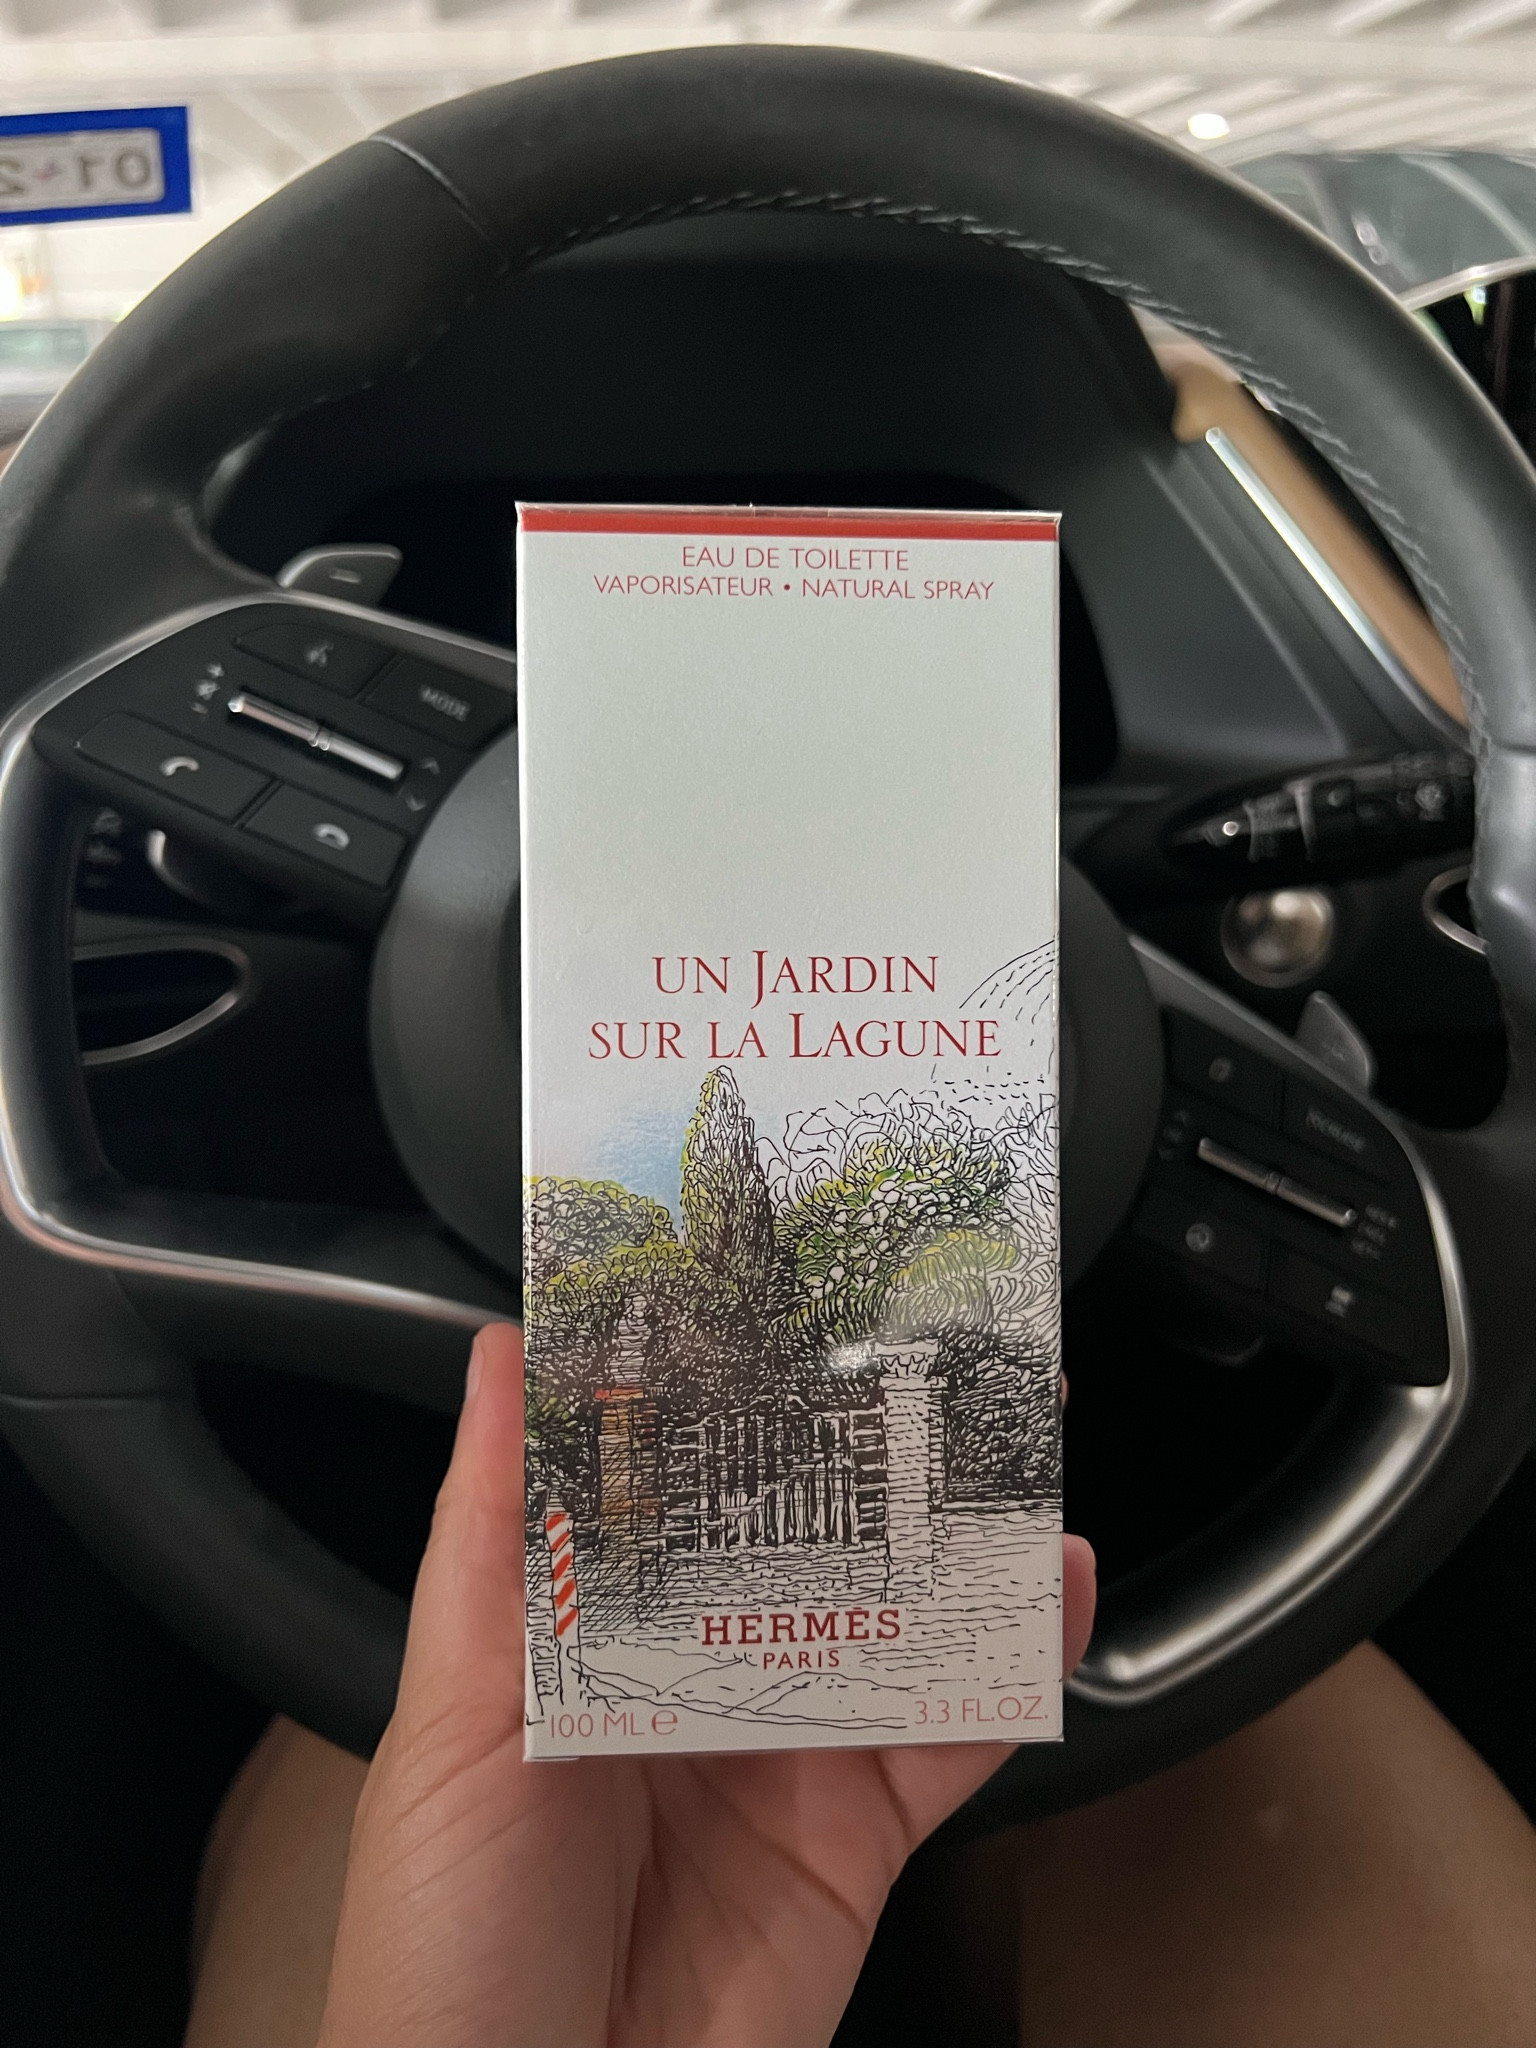 EAU DE TOILETTE
VAPORISATEUR • NATURAL SPRAY
MODE
UN JARDIN
SUR LA LAGUNE
HERMÈS
PARIS
100 ML ℮
3.3 FL.OZ.